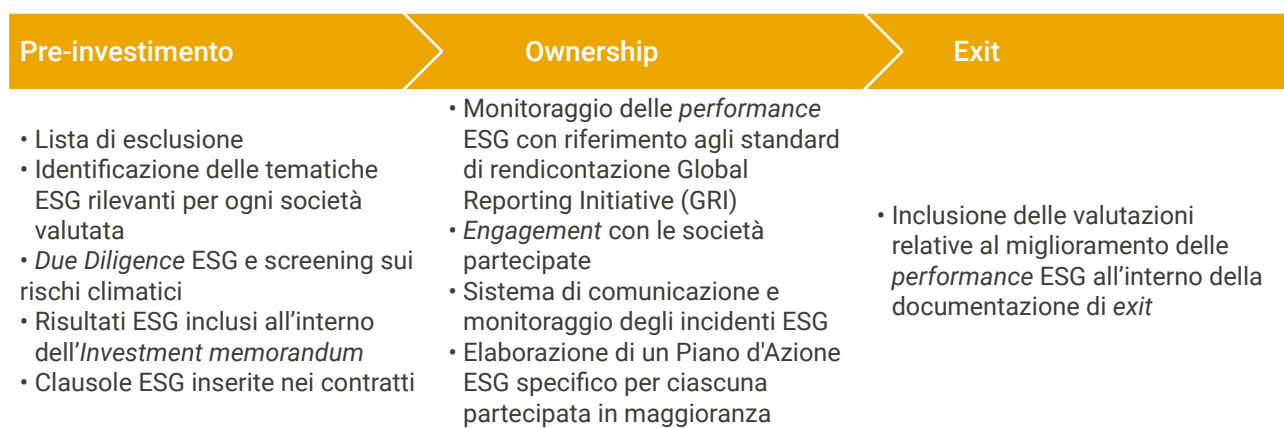 Pre-investimento
Ownership
Exit
• Lista di esclusione
• Identificazione delle tematiche
ESG rilevanti per ogni società
valutata
• Due Diligence ESG e screening sui
rischi climatici
• Risultati ESG inclusi all’interno
dell’Investment memorandum
• Clausole ESG inserite nei contratti
• Monitoraggio delle performance
ESG con riferimento agli standard
di rendicontazione Global
Reporting Initiative (GRI)
• Engagement con le società
partecipate
• Sistema di comunicazione e
monitoraggio degli incidenti ESG
• Elaborazione di un Piano d'Azione
ESG specifico per ciascuna
partecipata in maggioranza
• Inclusione delle valutazioni
relative al miglioramento delle
performance ESG all’interno della
documentazione di exit